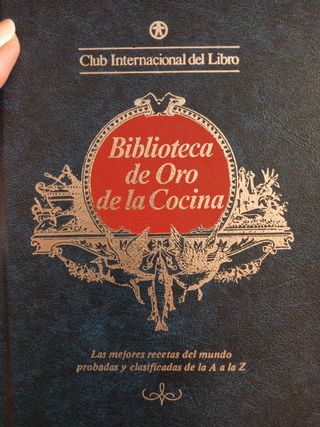 Club Internacional del Libro
Biblioteca
de Oro
de la Cocina
Las mejores recetas del mundo
probadas y clasificadas de la A a la Z